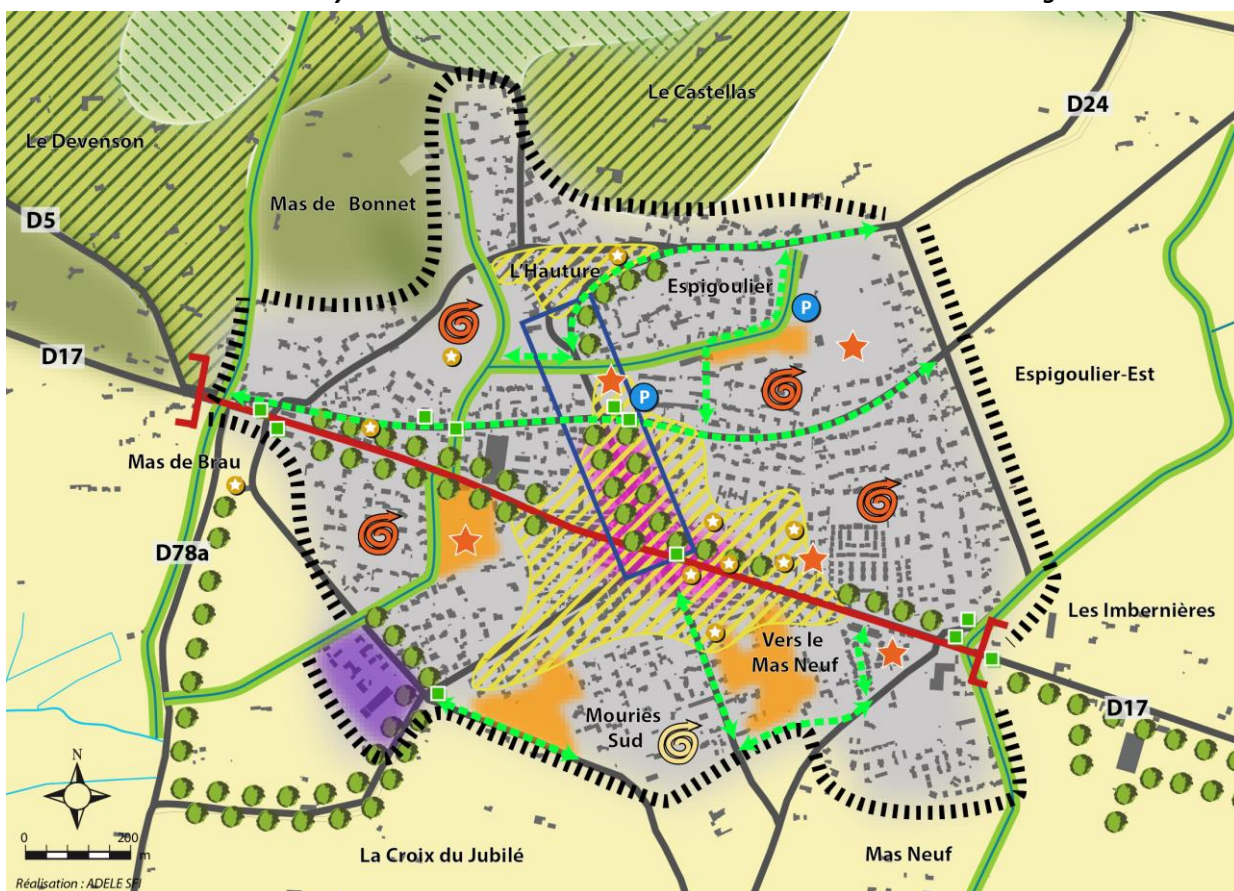 Le Castellas
D24
Le Devenson
Mas de Bonnet
D5
L'Hauture
Espigoulier
P
D17
Espigoulier-Est
P
Mas de Brau
D78a
Les Imbernières
Vers le
Mas Neuf
D17
Mouriès
Sud
N
0 200
m
La Croix du Jubilé
Mas Neuf
Réalisation : ADELE SFI